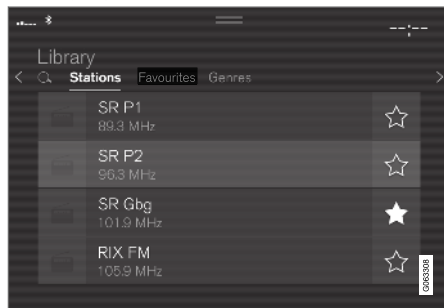 --:--
Library
Stations Favourites Genres
SR P1
89.3 MHz
SR P2
96.3 MHz
SR Gbg
101.9 MHz
RIX FM
105.9 MHz
G063308